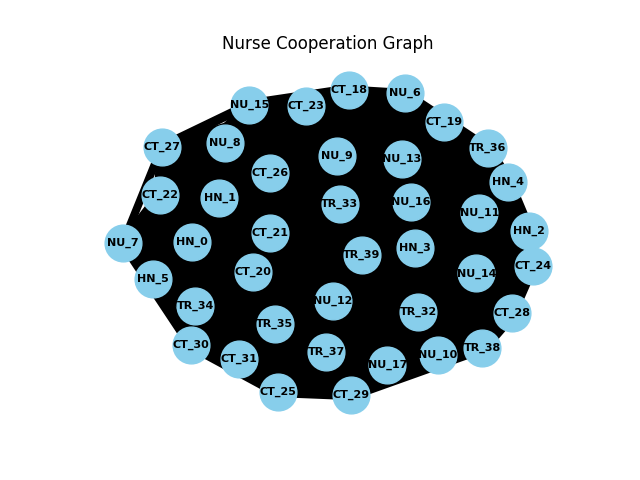 Nurse Cooperation Graph
CT_18
NU_6
NU_15
CT_23
CT_19
CT_27
NU_8
TR_36
NU_9
NU_13
CT_26
HN_4
CT_22
HN_1
TR_33
NU_16
NU_11
HN_2
CT_21
NU_7
HN_0
HN_3
TR_39
CT_24
CT_20
NU_14
HN_5
NU_12
TR_34
TR_32
CT_28
TR_35
CT_30
TR_38
TR_37
NU_10
CT_31
NU_17
CT_25
CT_29